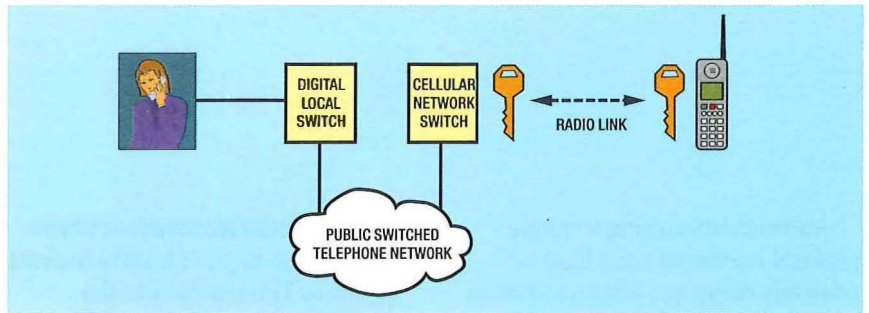 DIGITAL
LOCAL
SWITCH
CELLULAR
NETWORK
SWITCH
RADIO LINK
PUBLIC SWITCHED
TELEPHONE NETWORK